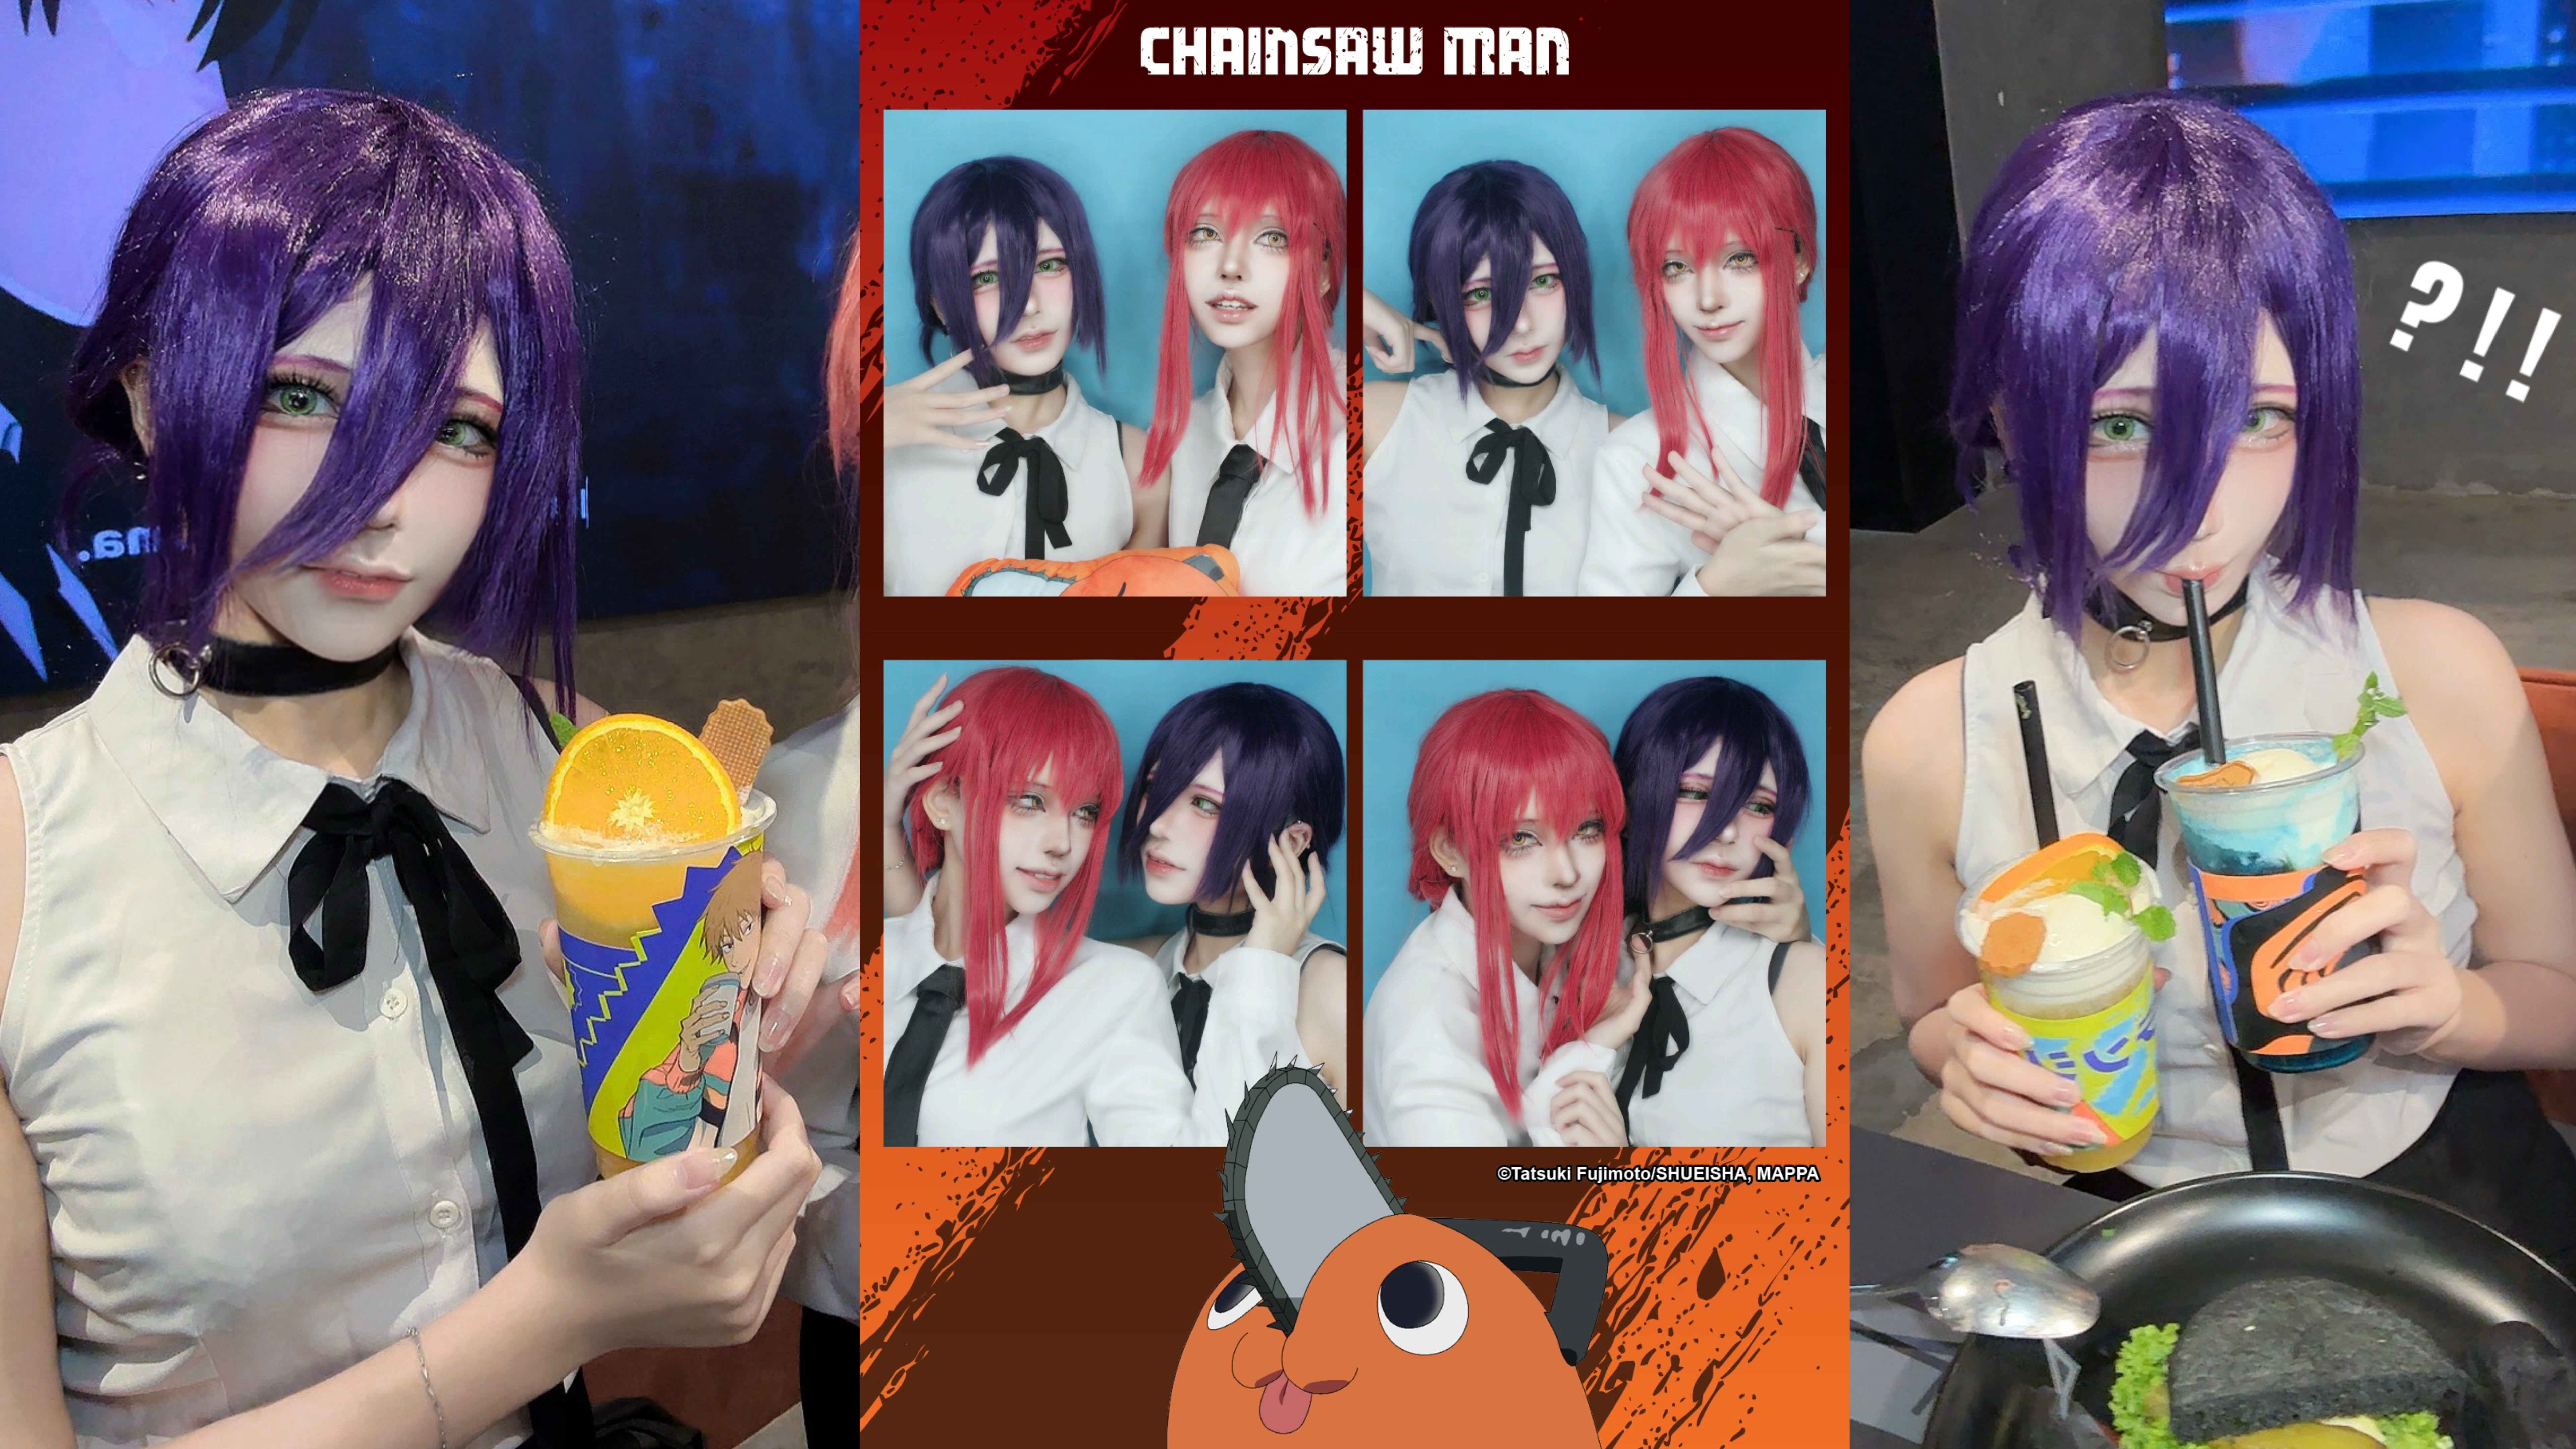 CHAINSAW MAN
?!!
©Tatsuki Fujimoto/SHUEISHA, MAPPA